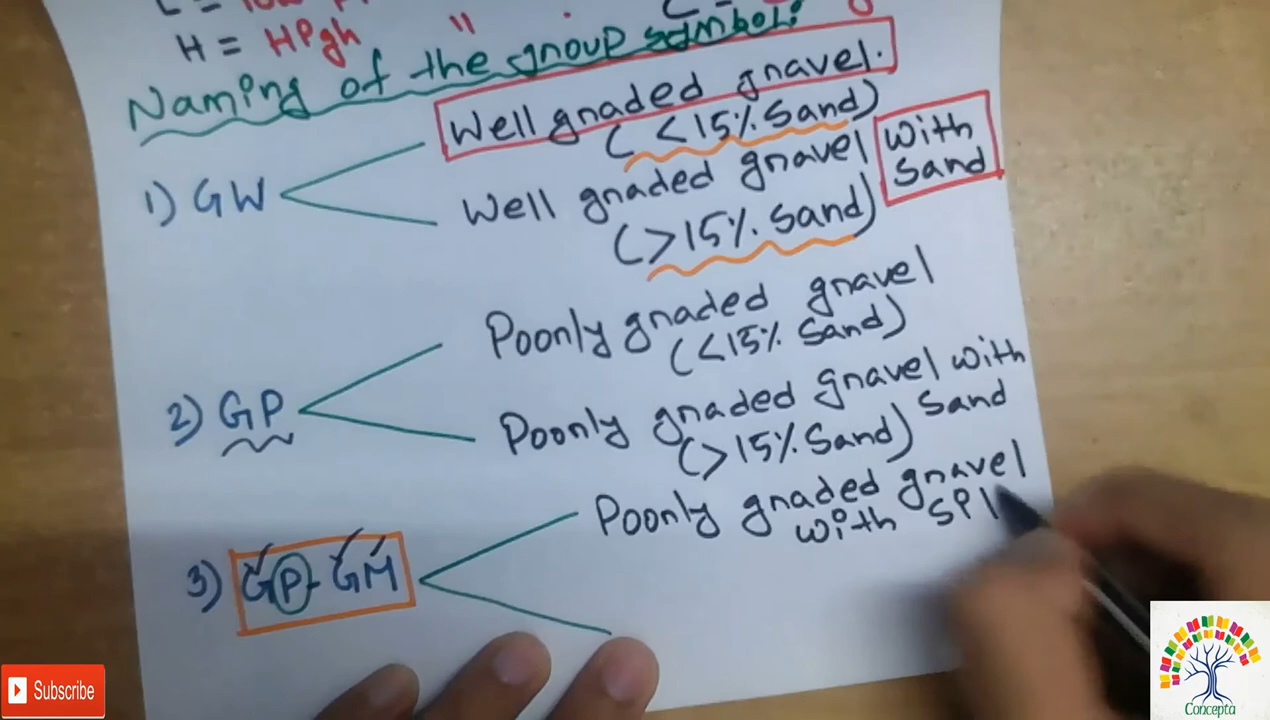 H = High "
Naming of the group symbol:
Well graded gravel.
(<15% Sand)
1) GW
Well graded gravel with
Sand
(>15% Sand)
Poorly graded gravel
(<15% Sand)
2) GP
Poorly graded gravel with
Sand
(>15% Sand)
Poorly graded gravel
with
3) GP-GM
Subscribe
Concepta